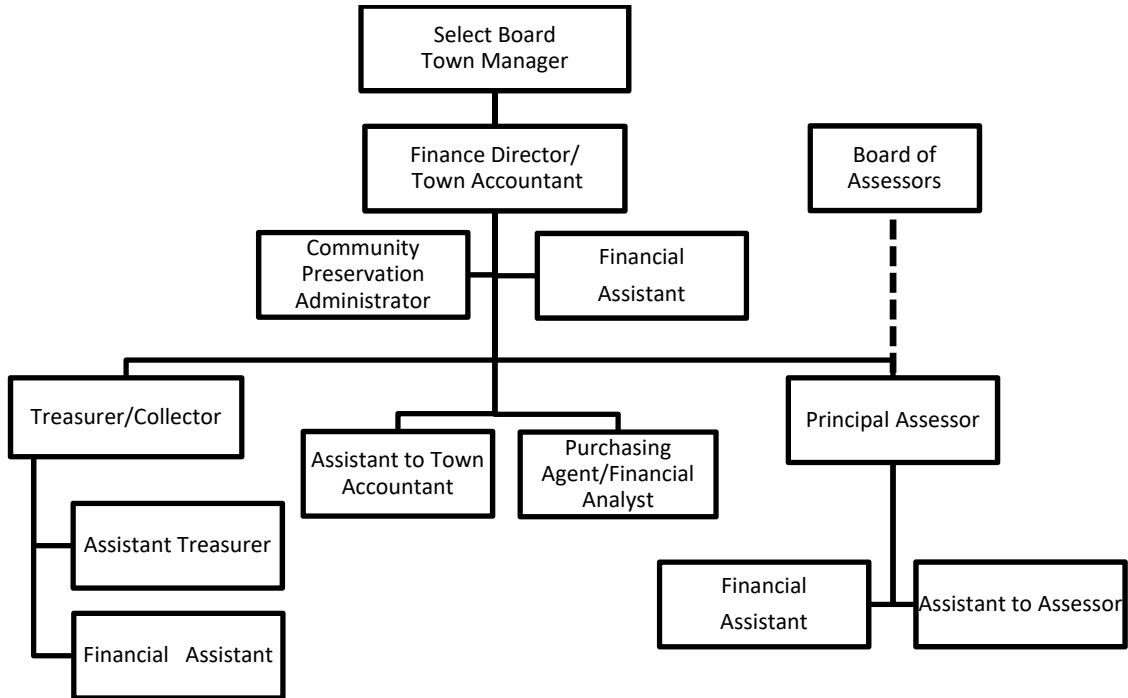 Select Board
Town Manager
Finance Director/
Town Accountant
Board of
Assessors
Community
Preservation
Administrator
Financial
Assistant
Treasurer/Collector
Assistant to Town
Accountant
Purchasing
Agent/Financial
Analyst
Principal Assessor
Assistant Treasurer
Financial Assistant
Financial
Assistant
Assistant to Assessor